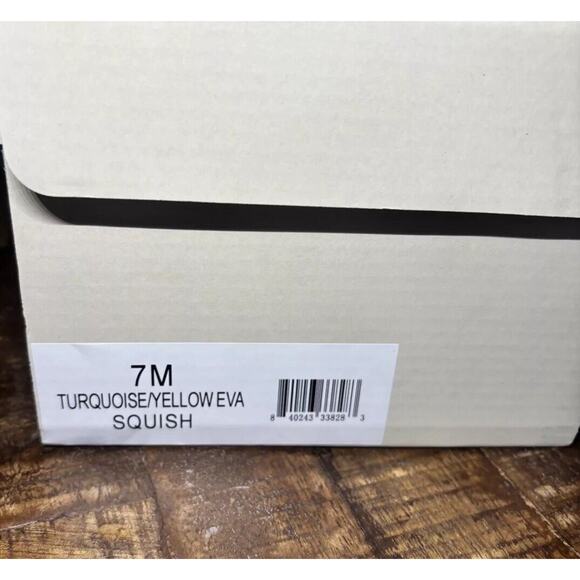 7M
TURQUOISE/YELLOW EVA
SQUISH
8 40243 33828 3